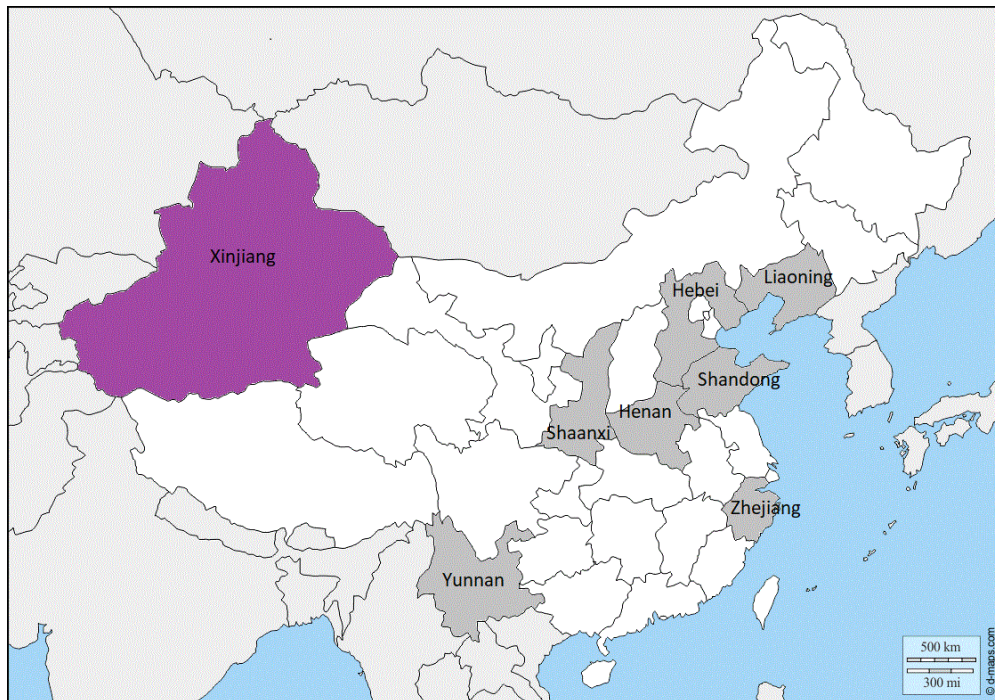 Xinjiang
Liaoning
Hebei
Shandong
Henan
Shaanxi
Zhejiang
Yunnan
500 km
300 mi
© d-maps.com